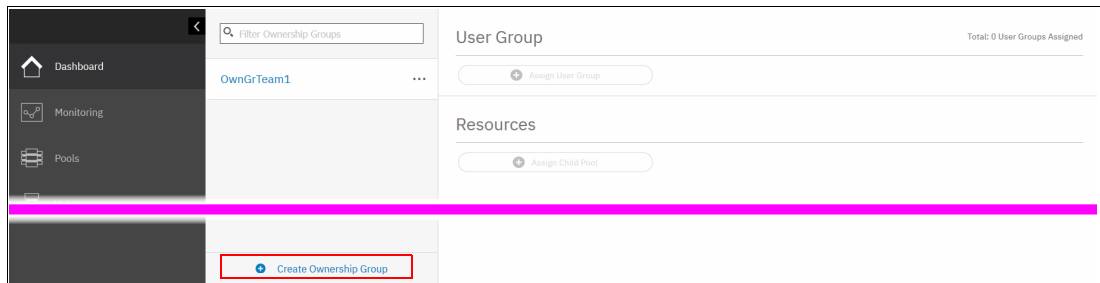 Dashboard
Monitoring
Pools
Filter Ownership Groups
OwnGrTeam1
Create Ownership Group
User Group
Total: 0 User Groups Assigned
Assign User Group
Resources
Assign Child Pool